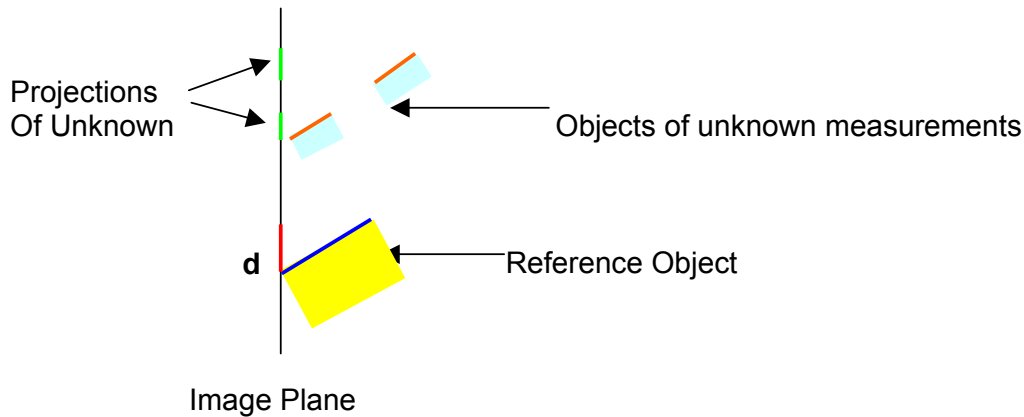 Projections
Of Unknown
Objects of unknown measurements
d
Reference Object
Image Plane